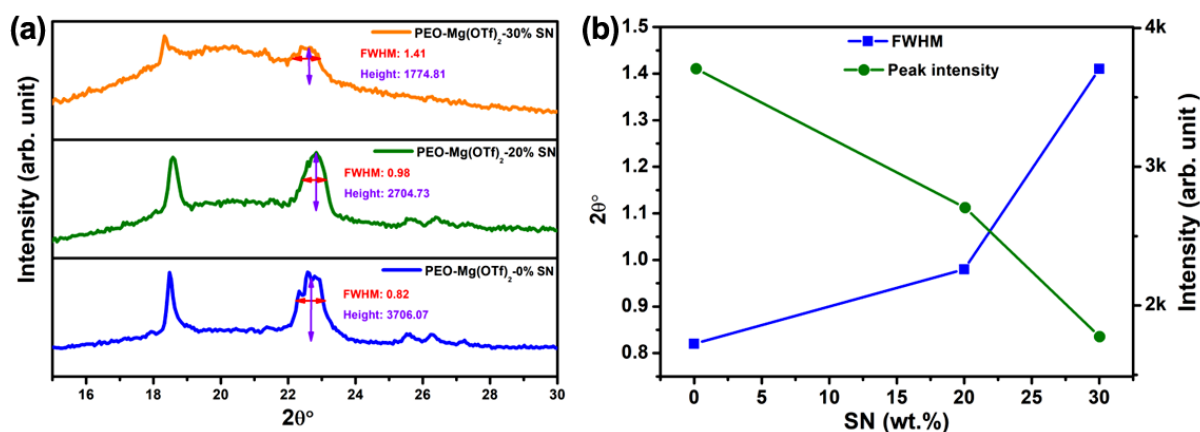 (a)
PEO-Mg(OTf)₂-30% SN
FWHM: 1.41
Height: 1774.81
PEO-Mg(OTf)₂-20% SN
FWHM: 0.98
Height: 2704.73
PEO-Mg(OTf)₂-0% SN
FWHM: 0.82
Height: 3706.07
Intensity (arb. unit)
16 18 20 22 24 26 28 30
2θ°
(b)
FWHM
Peak intensity
2θ°
1.5
1.4
1.3
1.2
1.1
1.0
0.9
0.8
4k
3k
2k
Intensity (arb. unit)
0 5 10 15 20 25 30
SN (wt.%)